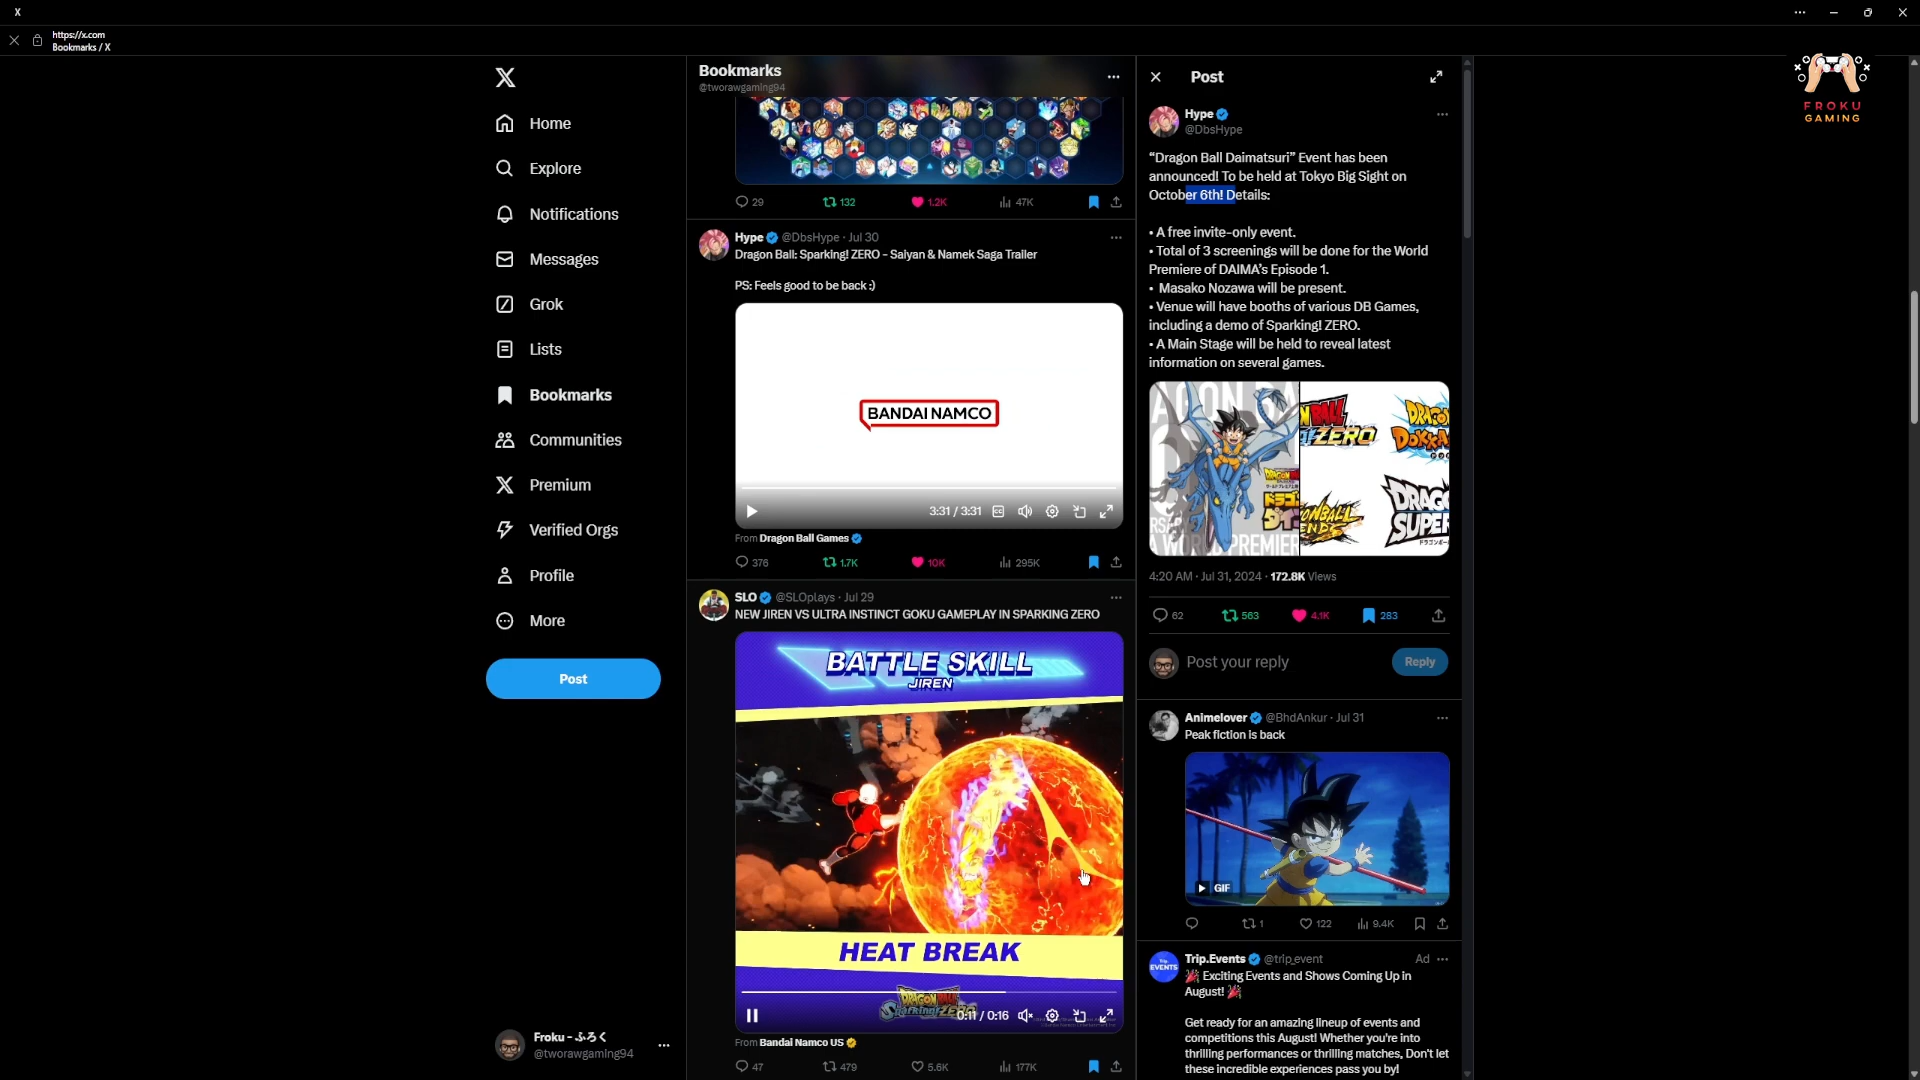 X
https://x.com
Bookmarks / X
FROKU
GAMING
Home
Explore
Notifications
Messages
Grok
Lists
Bookmarks
Communities
Premium
Verified Orgs
Profile
More
Post
Froku - ふろく
@tworawgaming94
Bookmarks
@tworawgaming94
29
132
1.2K
47K
Hype @DbsHype · Jul 30
Dragon Ball: Sparking! ZERO - Saiyan & Namek Saga Trailer
PS: Feels good to be back :)
BANDAI NAMCO
3:31 / 3:31
From Dragon Ball Games
376
1.7K
10K
295K
SLO @SLOplays · Jul 29
NEW JIREN VS ULTRA INSTINCT GOKU GAMEPLAY IN SPARKING ZERO
BATTLE SKILL
JIREN
HEAT BREAK
DRAGON BALL
Sparking! ZERO
0:11 / 0:16
From Bandai Namco US
47
479
5.6K
177K
Post
Hype
@DbsHype
“Dragon Ball Daimatsuri” Event has been
announced! To be held at Tokyo Big Sight on
October 6th! Details:
• A free invite-only event.
• Total of 3 screenings will be done for the World
Premiere of DAIMA’s Episode 1.
• Masako Nozawa will be present.
• Venue will have booths of various DB Games,
including a demo of Sparking! ZERO.
• A Main Stage will be held to reveal latest
information on several games.
4:20 AM · Jul 31, 2024 · 172.8K Views
62
563
4.1K
283
Post your reply
Reply
Animelover @BhdAnkur · Jul 31
Peak fiction is back
GIF
1
122
9.4K
Trip.Events @trip_event
Ad
EVENTS
Exciting Events and Shows Coming Up in
August!
Get ready for an amazing lineup of events and
competitions this August! Whether you're into
thrilling performances or thrilling matches, Don't let
these incredible experiences pass you by!